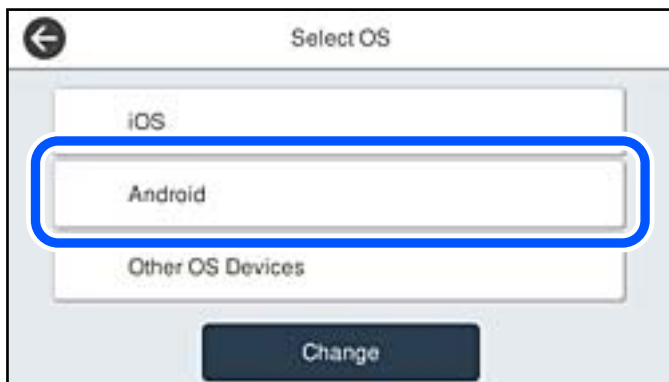 Select OS
iOS
Android
Other OS Devices
Change